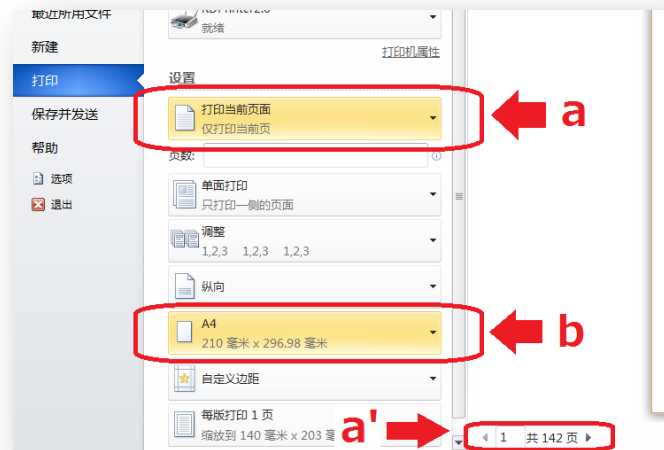 最近所用文件
新建
打印
保存并发送
帮助
选项
退出
就绪
打印机属性
设置
打印当前页面
仅打印当前页
页数:
单面打印
只打印一侧的页面
调整
1,2,3 1,2,3 1,2,3
纵向
A4
210 毫米 x 296.98 毫米
自定义边距
每版打印 1 页
缩放到 140 毫米 x 203
a
b
a'
1 共 142 页